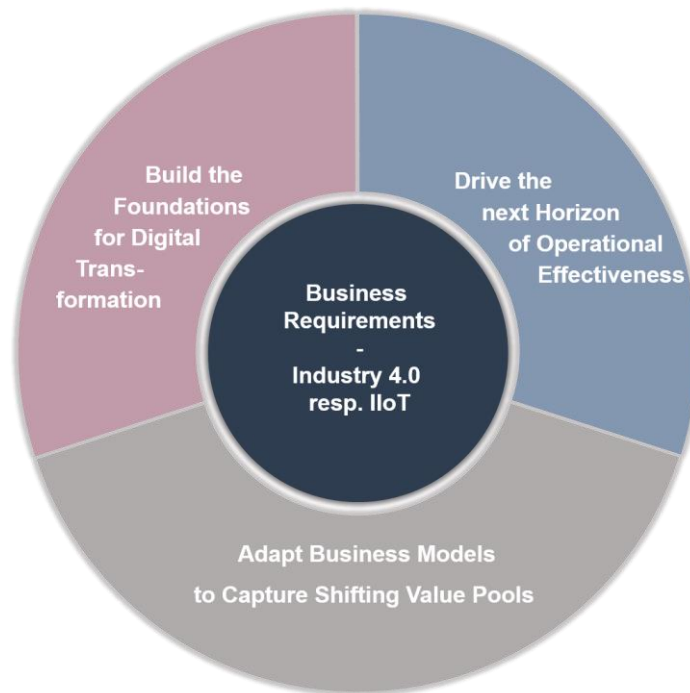 Build the
Foundations
for Digital
Trans-
formation
Drive the
next Horizon
of Operational
Effectiveness
Business
Requirements
-
Industry 4.0
resp. IIoT
Adapt Business Models
to Capture Shifting Value Pools